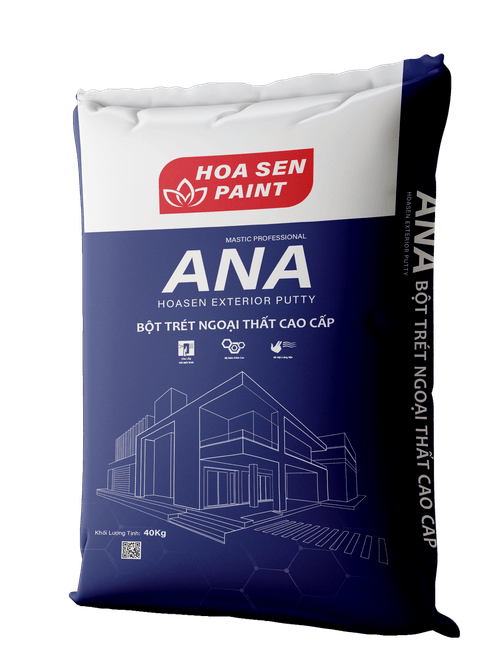 HOA SEN
PAINT
MASTIC PROFESSIONAL
ANA
HOASEN EXTERIOR PUTTY
BỘT TRÉT NGOẠI THẤT CAO CẤP
Khối Lượng Tịnh: 40Kg
ANA
HOASEN EXTERIOR PUTTY
BỘT TRÉT NGOẠI THẤT CAO CẤP